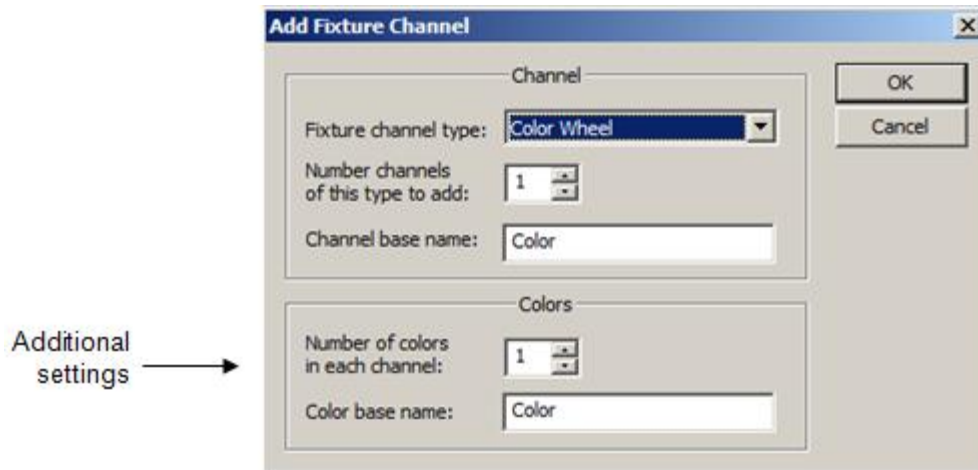 Add Fixture Channel
Channel
OK
Fixture channel type: Color Wheel
Cancel
Number channels
of this type to add: 1
Channel base name: Color
Colors
Additional
settings
Number of colors
in each channel: 1
Color base name: Color